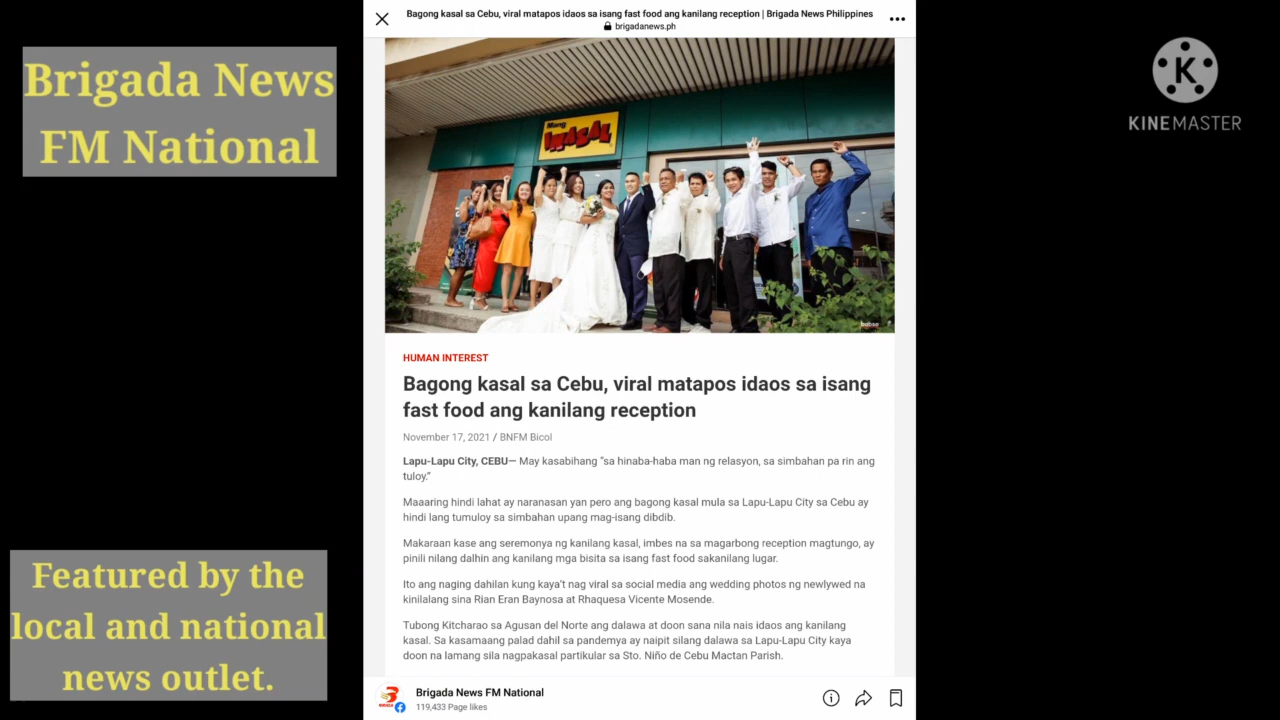 Bagong kasal sa Cebu, viral matapos idaos sa isang fast food ang kanilang reception | Brigada News Philippines
brigadanews.ph
Brigada News
FM National
KINEMASTER
Mang
INASAL
babse
HUMAN INTEREST
Bagong kasal sa Cebu, viral matapos idaos sa isang
fast food ang kanilang reception
November 17, 2021 / BNFM Bicol
Lapu-Lapu City, CEBU— May kasabihang “sa hinaba-haba man ng relasyon, sa simbahan pa rin ang
tuloy.”
Maaaring hindi lahat ay naranasan yan pero ang bagong kasal mula sa Lapu-Lapu City sa Cebu ay
hindi lang tumuloy sa simbahan upang mag-isang dibdib.
Makaraan kase ang seremonya ng kanilang kasal, imbes na sa magarbong reception magtungo, ay
pinili nilang dalhin ang kanilang mga bisita sa isang fast food sakanilang lugar.
Ito ang naging dahilan kung kaya’t nag viral sa social media ang wedding photos ng newlywed na
kinilalang sina Rian Eran Baynosa at Rhaquesa Vicente Mosende.
Tubong Kitcharao sa Agusan del Norte ang dalawa at doon sana nila nais idaos ang kanilang
kasal. Sa kasamaang palad dahil sa pandemya ay naipit silang dalawa sa Lapu-Lapu City kaya
doon na lamang sila nagpakasal partikular sa Sto. Niño de Cebu Mactan Parish.
Featured by the
local and national
news outlet.
Brigada News FM National
119,433 Page likes